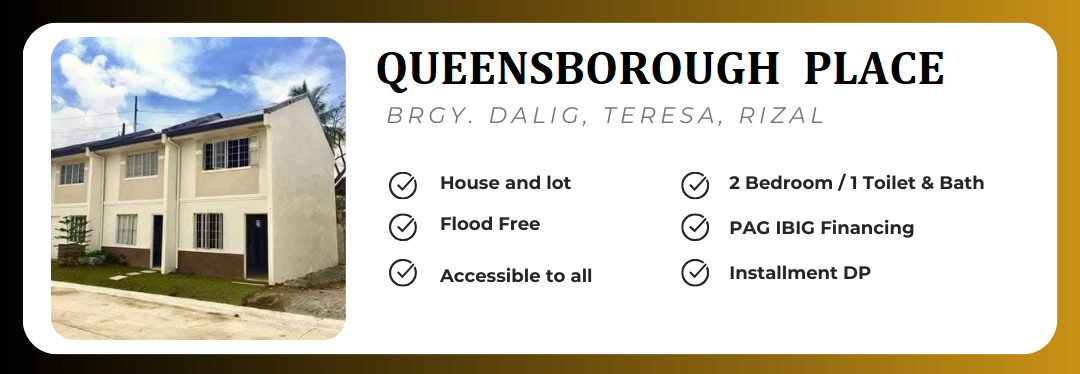 QUEENSBOROUGH PLACE
BRGY. DALIG, TERESA, RIZAL
House and lot
Flood Free
Accessible to all
2 Bedroom / 1 Toilet & Bath
PAG IBIG Financing
Installment DP